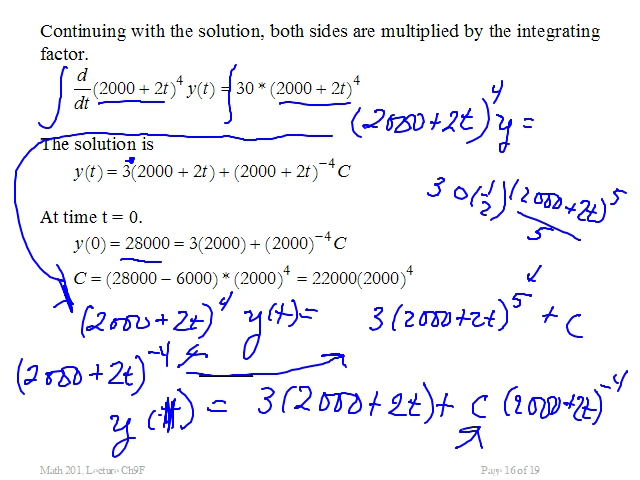 Continuing with the solution, both sides are multiplied by the integrating
factor.
∫ d/dt (2000 + 2t)⁴ y(t) = ∫ 30 * (2000 + 2t)⁴
(2000+2t)⁴ y =
The solution is
y(t) = 3(2000 + 2t) + (2000 + 2t)⁻⁴ C
30(1/2)(2000+2t)⁵/5
At time t = 0.
y(0) = 28000 = 3(2000) + (2000)⁻⁴ C
C = (28000 – 6000) * (2000)⁴ = 22000(2000)⁴
(2000+2t)⁴ y(t) = 3(2000+2t)⁵ + C
(2000+2t)⁻⁴
y(t) = 3(2000+2t) + C (2000+2t)⁻⁴
Math 201 Lecture Ch9F Page 16 of 19